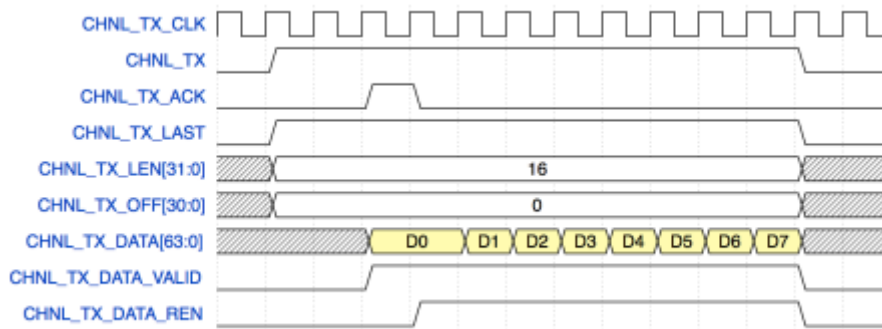 CHNL_TX_CLK
CHNL_TX
CHNL_TX_ACK
CHNL_TX_LAST
CHNL_TX_LEN[31:0] 16
CHNL_TX_OFF[30:0] 0
CHNL_TX_DATA[63:0] D0 D1 D2 D3 D4 D5 D6 D7
CHNL_TX_DATA_VALID
CHNL_TX_DATA_REN